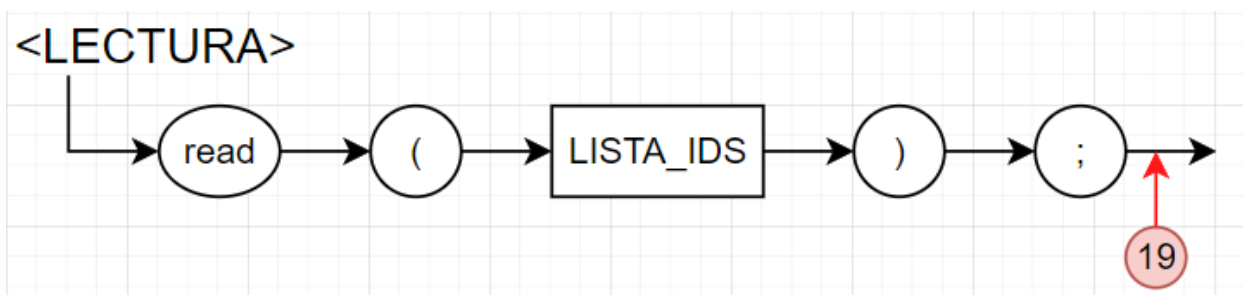 <LECTURA>
read ( LISTA_IDS ) ;
19